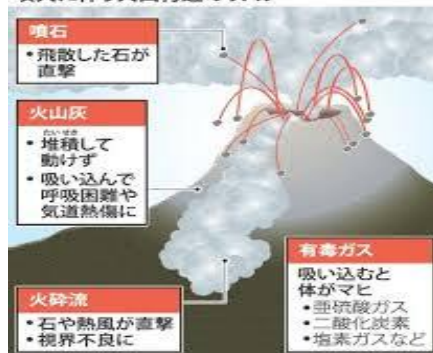 噴石
・飛散した石が
直撃
火山灰
たいせき
・堆積して
動けず
・吸い込んで
呼吸困難や
気道熱傷に
火砕流
・石や熱風が直撃
・視界不良に
有毒ガス
吸い込むと
体がマヒ
・亜硫酸ガス
・二酸化炭素
・塩素ガスなど